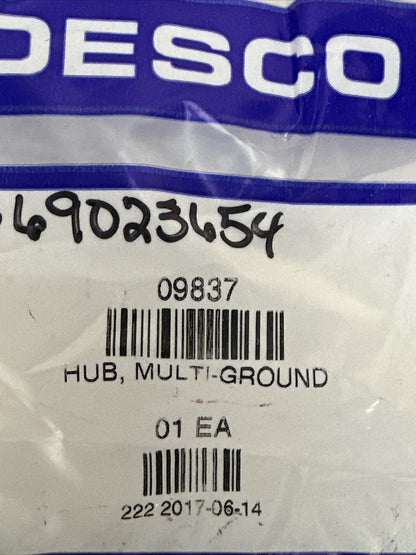 DESCO
69023654
09837
HUB, MULTI-GROUND
01 EA
222 2017-06-14